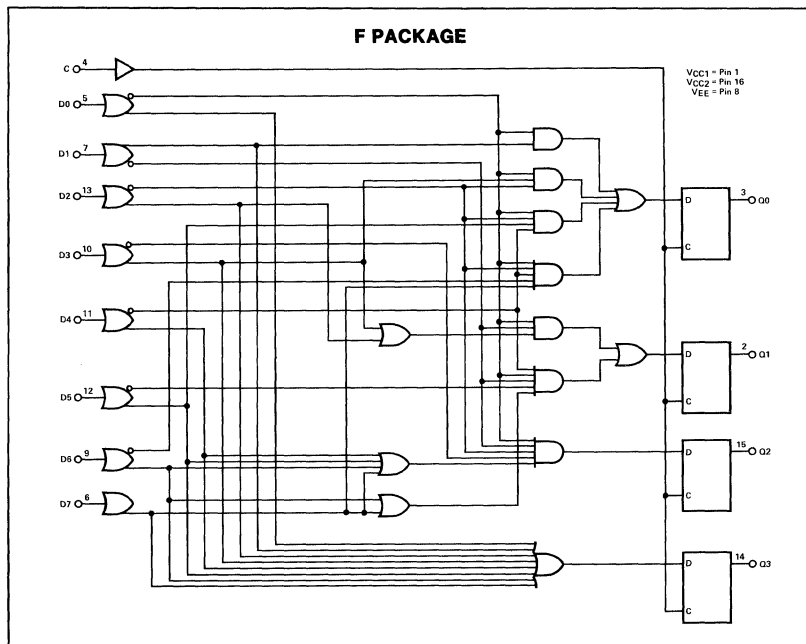 F PACKAGE
VCC1 = Pin 1
VCC2 = Pin 16
VEE = Pin 8
C 4
D0 5
D1 7
D2 13
D3 10
D4 11
D5 12
D6 9
D7 6
D 3 Q0
C
D 2 Q1
C
D 15 Q2
C
D 14 Q3
C